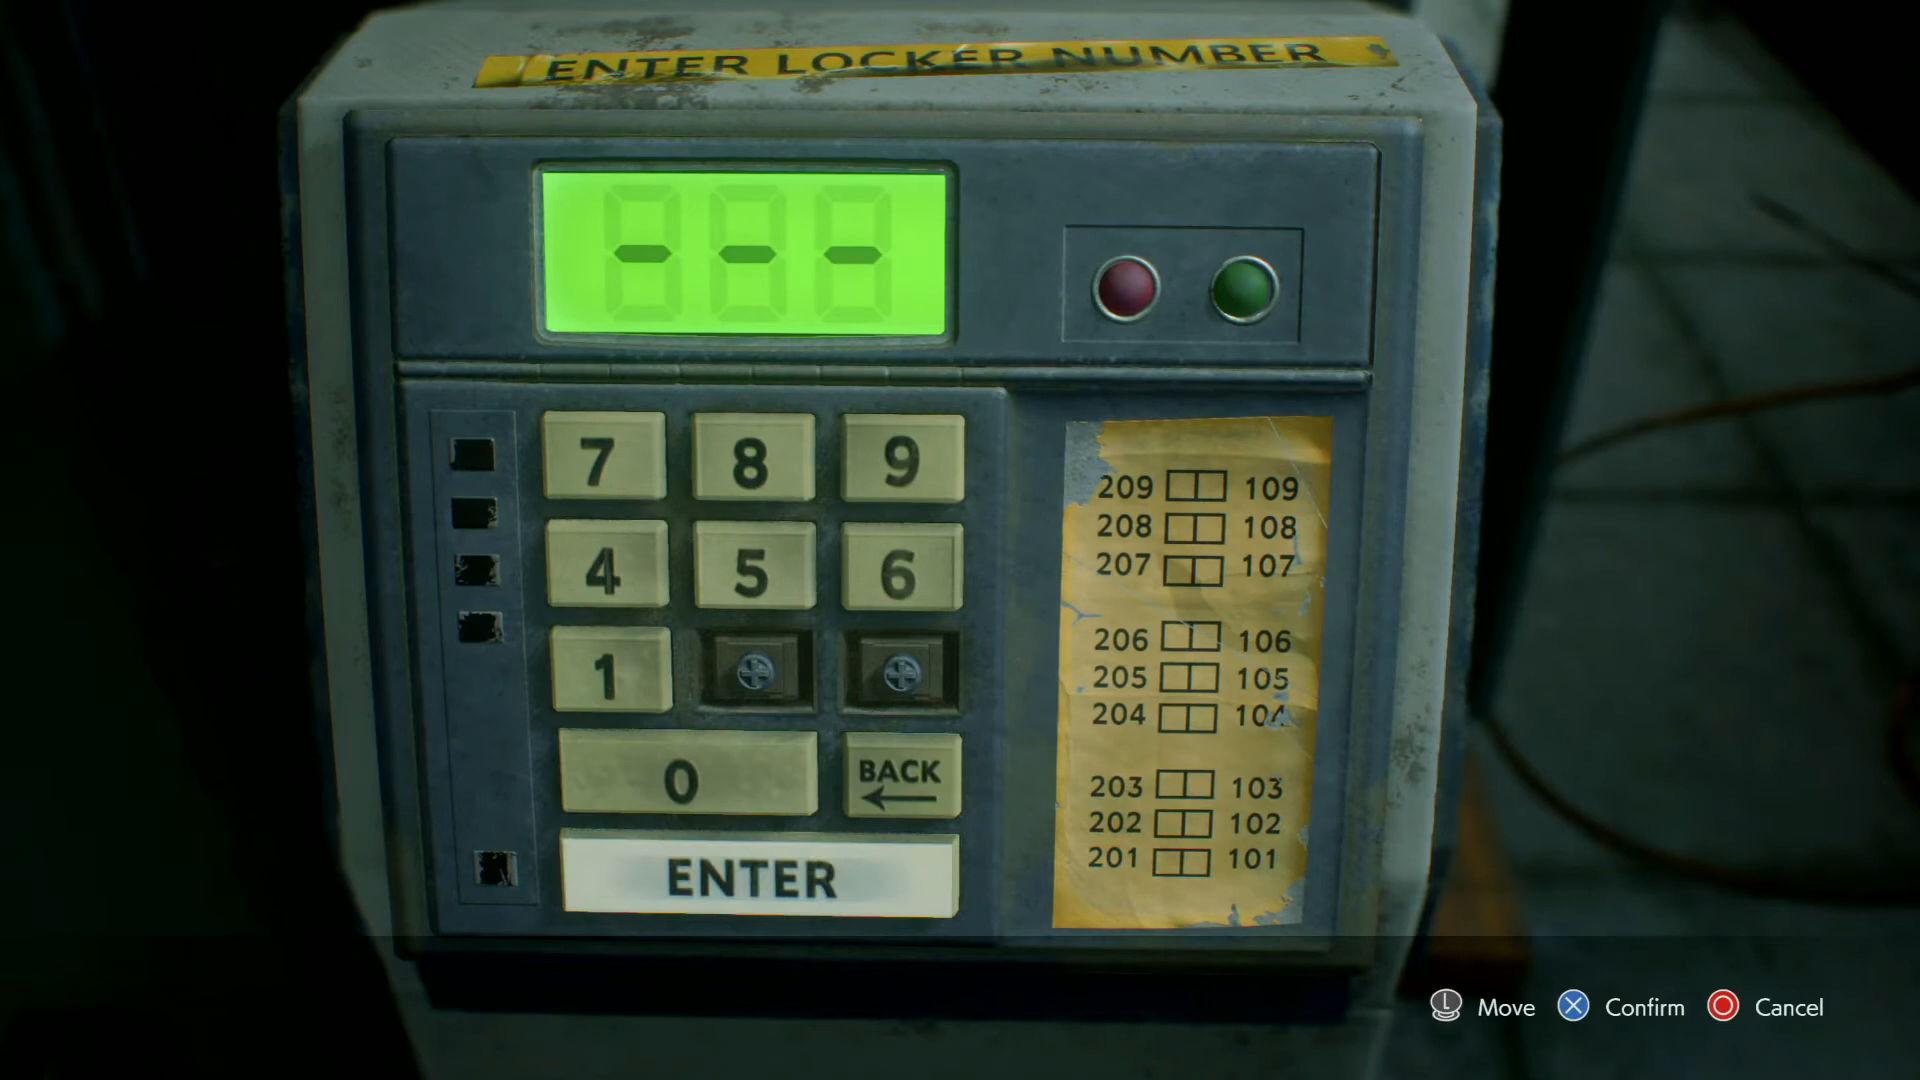 ENTER LOCKER NUMBER
- - -
7 8 9
4 5 6
1
0 BACK
ENTER
209 109
208 108
207 107
206 106
205 105
204 104
203 103
202 102
201 101
L Move Confirm Cancel